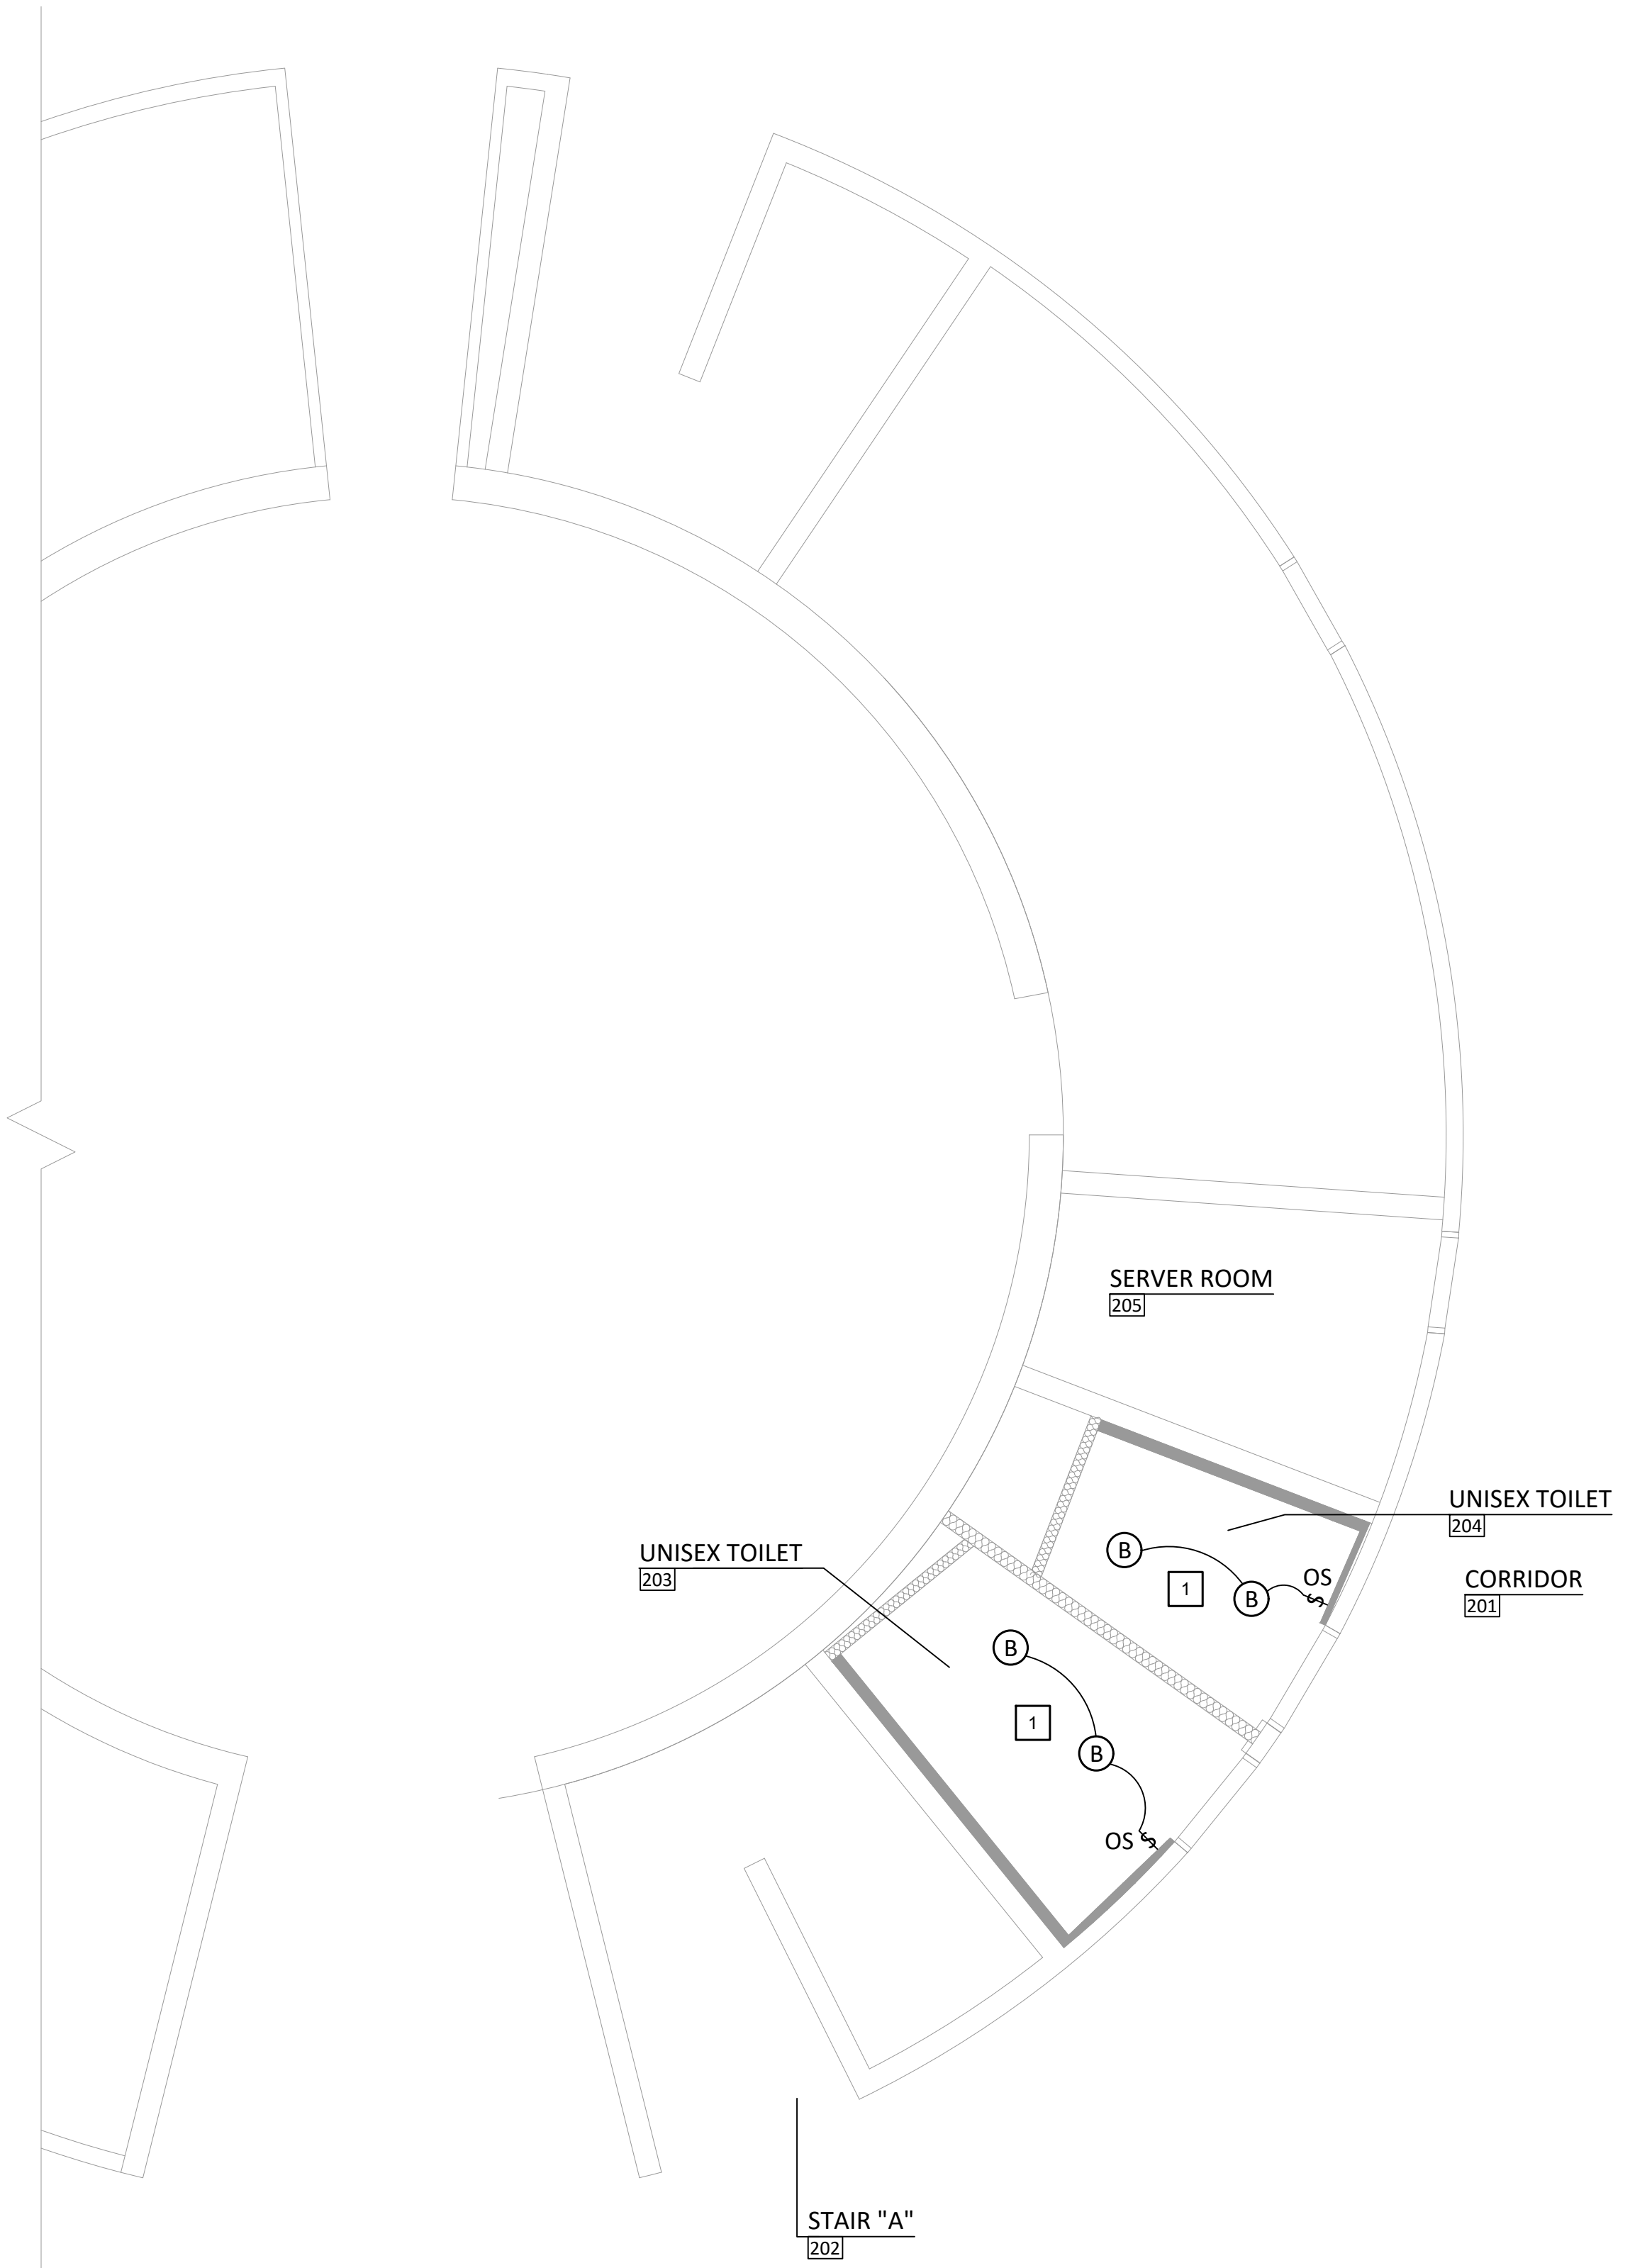 SERVER ROOM
205
UNISEX TOILET
204
UNISEX TOILET
203
CORRIDOR
201
B
1
B
OS $
B
1
B
OS $
STAIR "A"
202